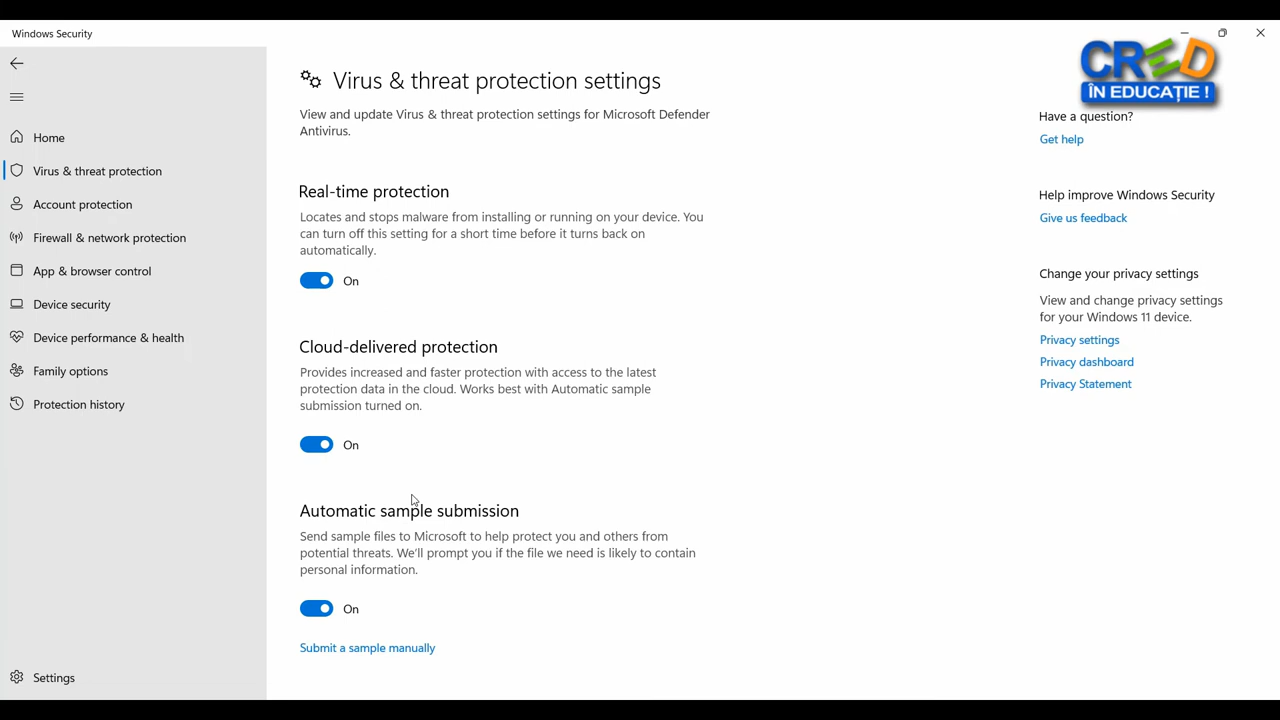 Windows Security
CRED
ÎN EDUCAȚIE !
Home
Virus & threat protection
Account protection
Firewall & network protection
App & browser control
Device security
Device performance & health
Family options
Protection history
Settings
Virus & threat protection settings
View and update Virus & threat protection settings for Microsoft Defender
Antivirus.
Real-time protection
Locates and stops malware from installing or running on your device. You
can turn off this setting for a short time before it turns back on
automatically.
On
Cloud-delivered protection
Provides increased and faster protection with access to the latest
protection data in the cloud. Works best with Automatic sample
submission turned on.
On
Automatic sample submission
Send sample files to Microsoft to help protect you and others from
potential threats. We'll prompt you if the file we need is likely to contain
personal information.
On
Submit a sample manually
Have a question?
Get help
Help improve Windows Security
Give us feedback
Change your privacy settings
View and change privacy settings
for your Windows 11 device.
Privacy settings
Privacy dashboard
Privacy Statement